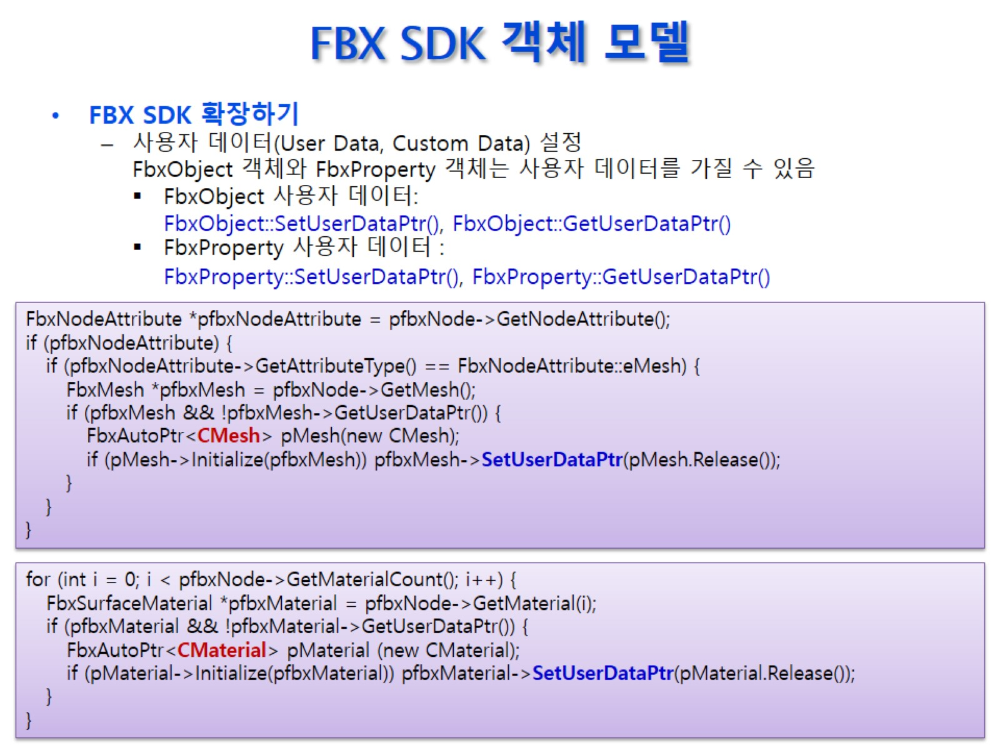 FBX SDK 객체 모델
• FBX SDK 확장하기
– 사용자 데이터(User Data, Custom Data) 설정
FbxObject 객체와 FbxProperty 객체는 사용자 데이터를 가질 수 있음
▪ FbxObject 사용자 데이터:
FbxObject::SetUserDataPtr(), FbxObject::GetUserDataPtr()
▪ FbxProperty 사용자 데이터 :
FbxProperty::SetUserDataPtr(), FbxProperty::GetUserDataPtr()
FbxNodeAttribute *pfbxNodeAttribute = pfbxNode->GetNodeAttribute();
if (pfbxNodeAttribute) {
if (pfbxNodeAttribute->GetAttributeType() == FbxNodeAttribute::eMesh) {
FbxMesh *pfbxMesh = pfbxNode->GetMesh();
if (pfbxMesh && !pfbxMesh->GetUserDataPtr()) {
FbxAutoPtr<CMesh> pMesh(new CMesh);
if (pMesh->Initialize(pfbxMesh)) pfbxMesh->SetUserDataPtr(pMesh.Release());
}
}
}
for (int i = 0; i < pfbxNode->GetMaterialCount(); i++) {
FbxSurfaceMaterial *pfbxMaterial = pfbxNode->GetMaterial(i);
if (pfbxMaterial && !pfbxMaterial->GetUserDataPtr()) {
FbxAutoPtr<CMaterial> pMaterial (new CMaterial);
if (pMaterial->Initialize(pfbxMaterial)) pfbxMaterial->SetUserDataPtr(pMaterial.Release());
}
}